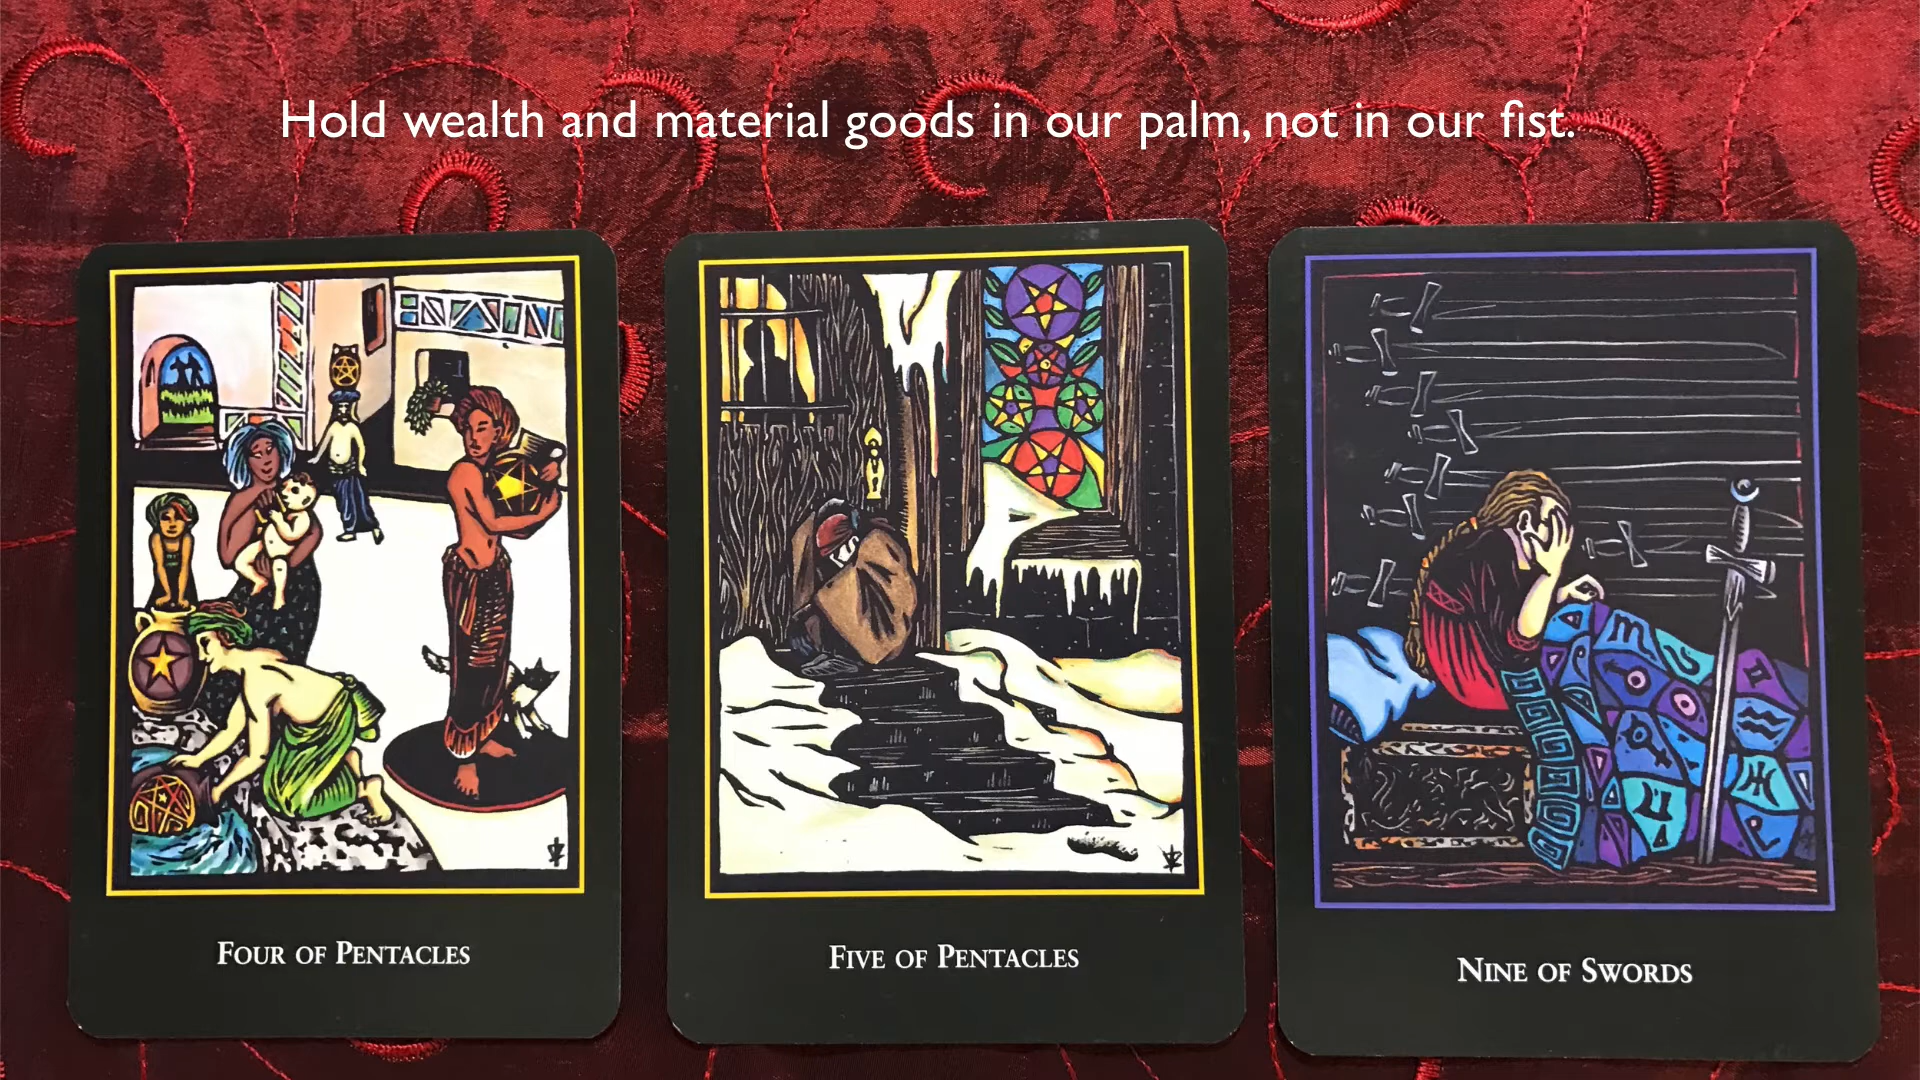 Hold wealth and material goods in our palm, not in our fist.
Four of Pentacles
Five of Pentacles
Nine of Swords